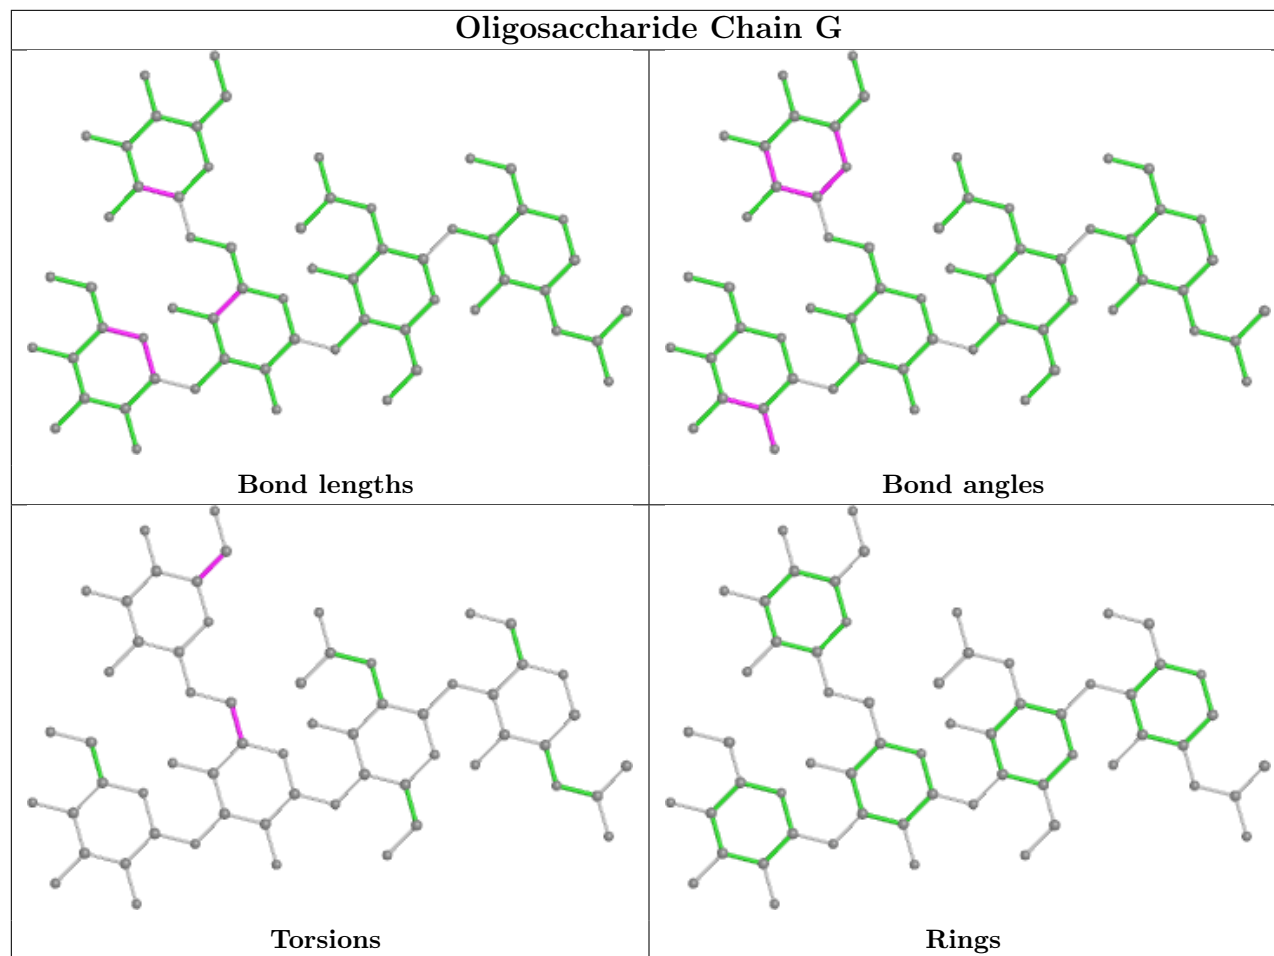 Oligosaccharide Chain G
Bond lengths
Bond angles
Torsions
Rings